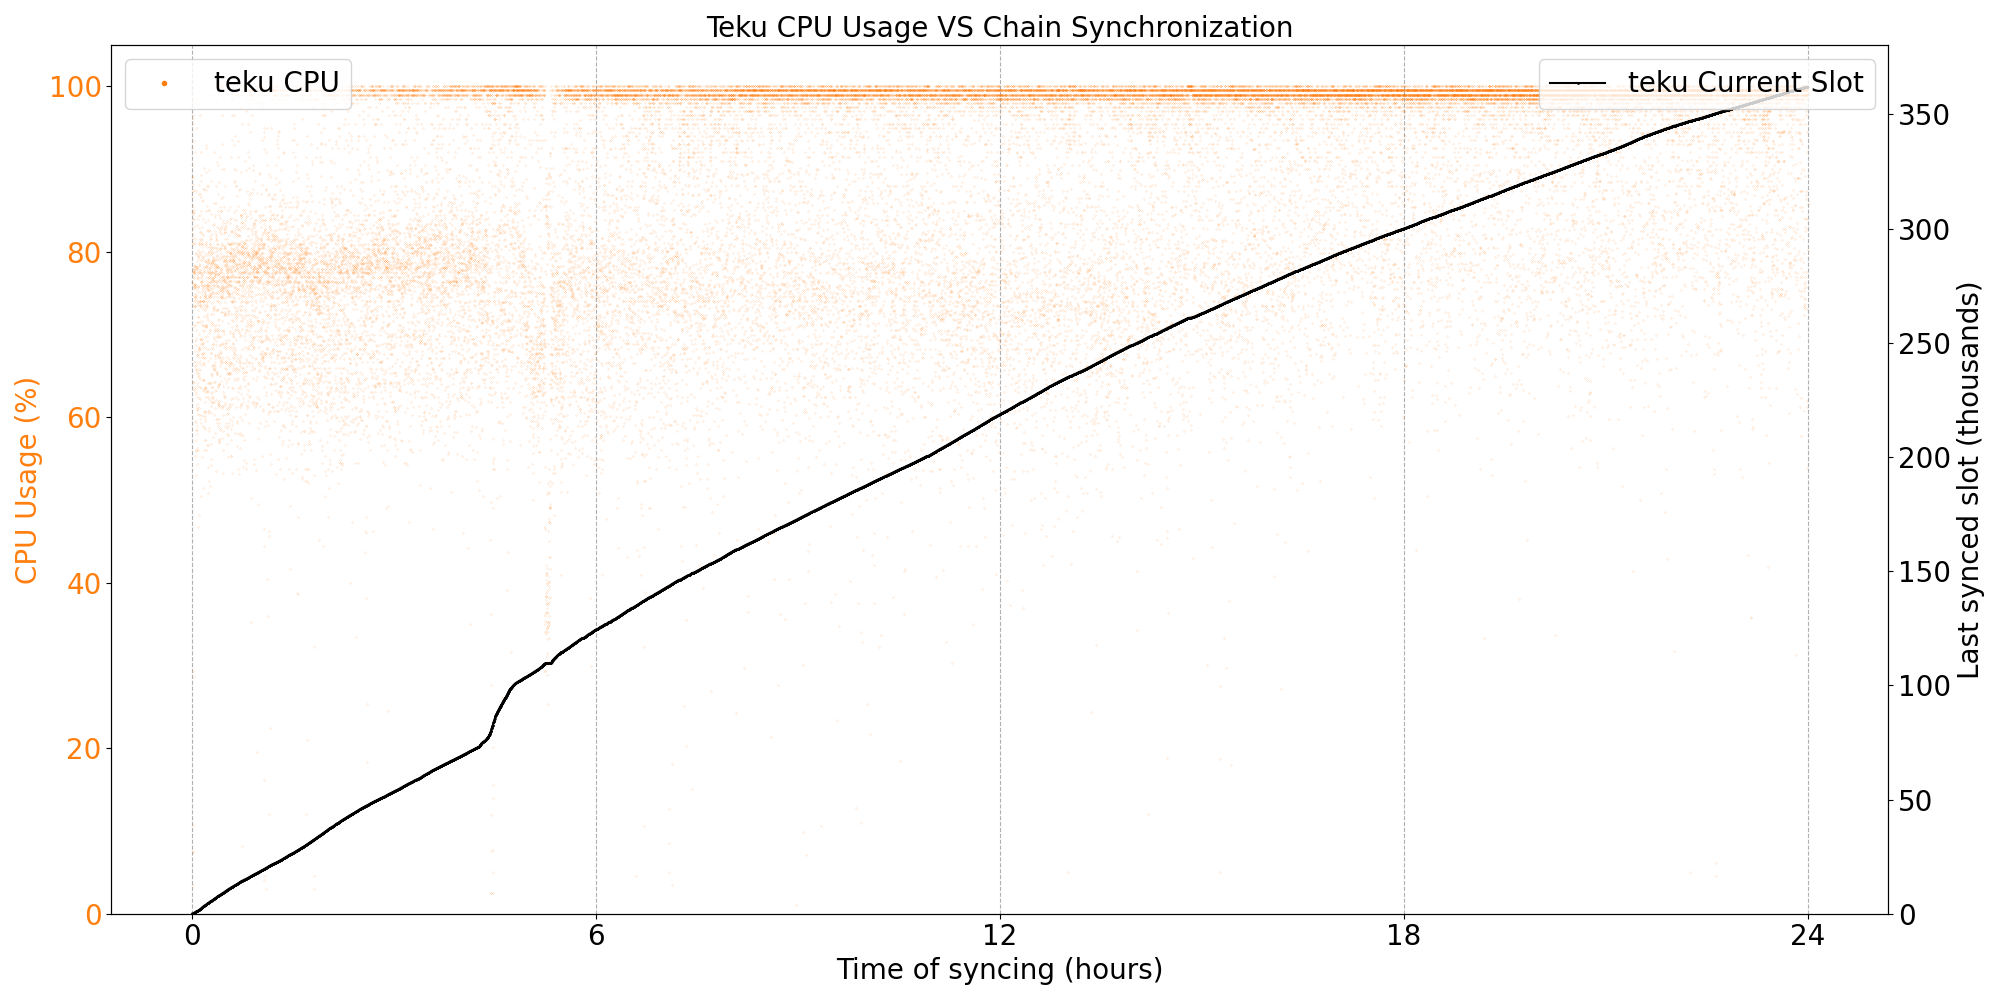 Teku CPU Usage VS Chain Synchronization
teku CPU
teku Current Slot
CPU Usage (%)
100
80
60
40
20
0
Last synced slot (thousands)
350
300
250
200
150
100
50
0
0 6 12 18 24
Time of syncing (hours)